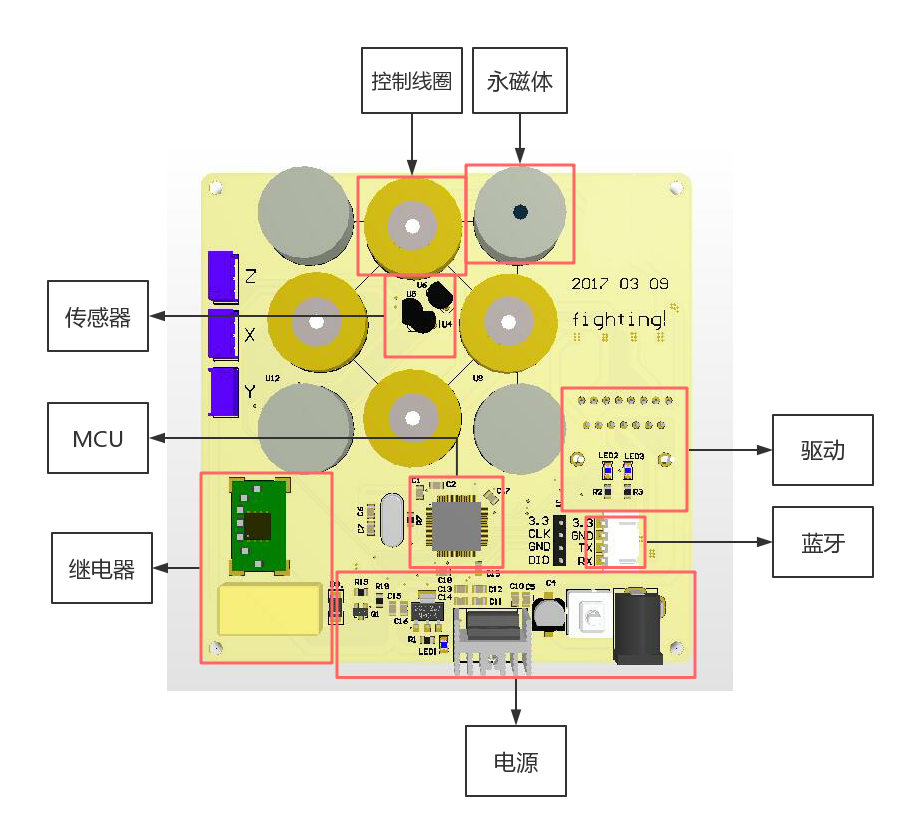 控制线圈
永磁体
Z
2017 03 09
U6
U5
传感器
U4
fighting!
X
U12
U9
Y
MCU
驱动
LED2 LED3
C1
C2
C17
R2
R3
C6
C7
3.3
CLK
GND
DIO
3.3
GND
TX
RX
蓝牙
继电器
C18
R19
R18
C13
C14
C12
C11
C10
C5
C4
C15
C16
Q1
R1
LED1
电源